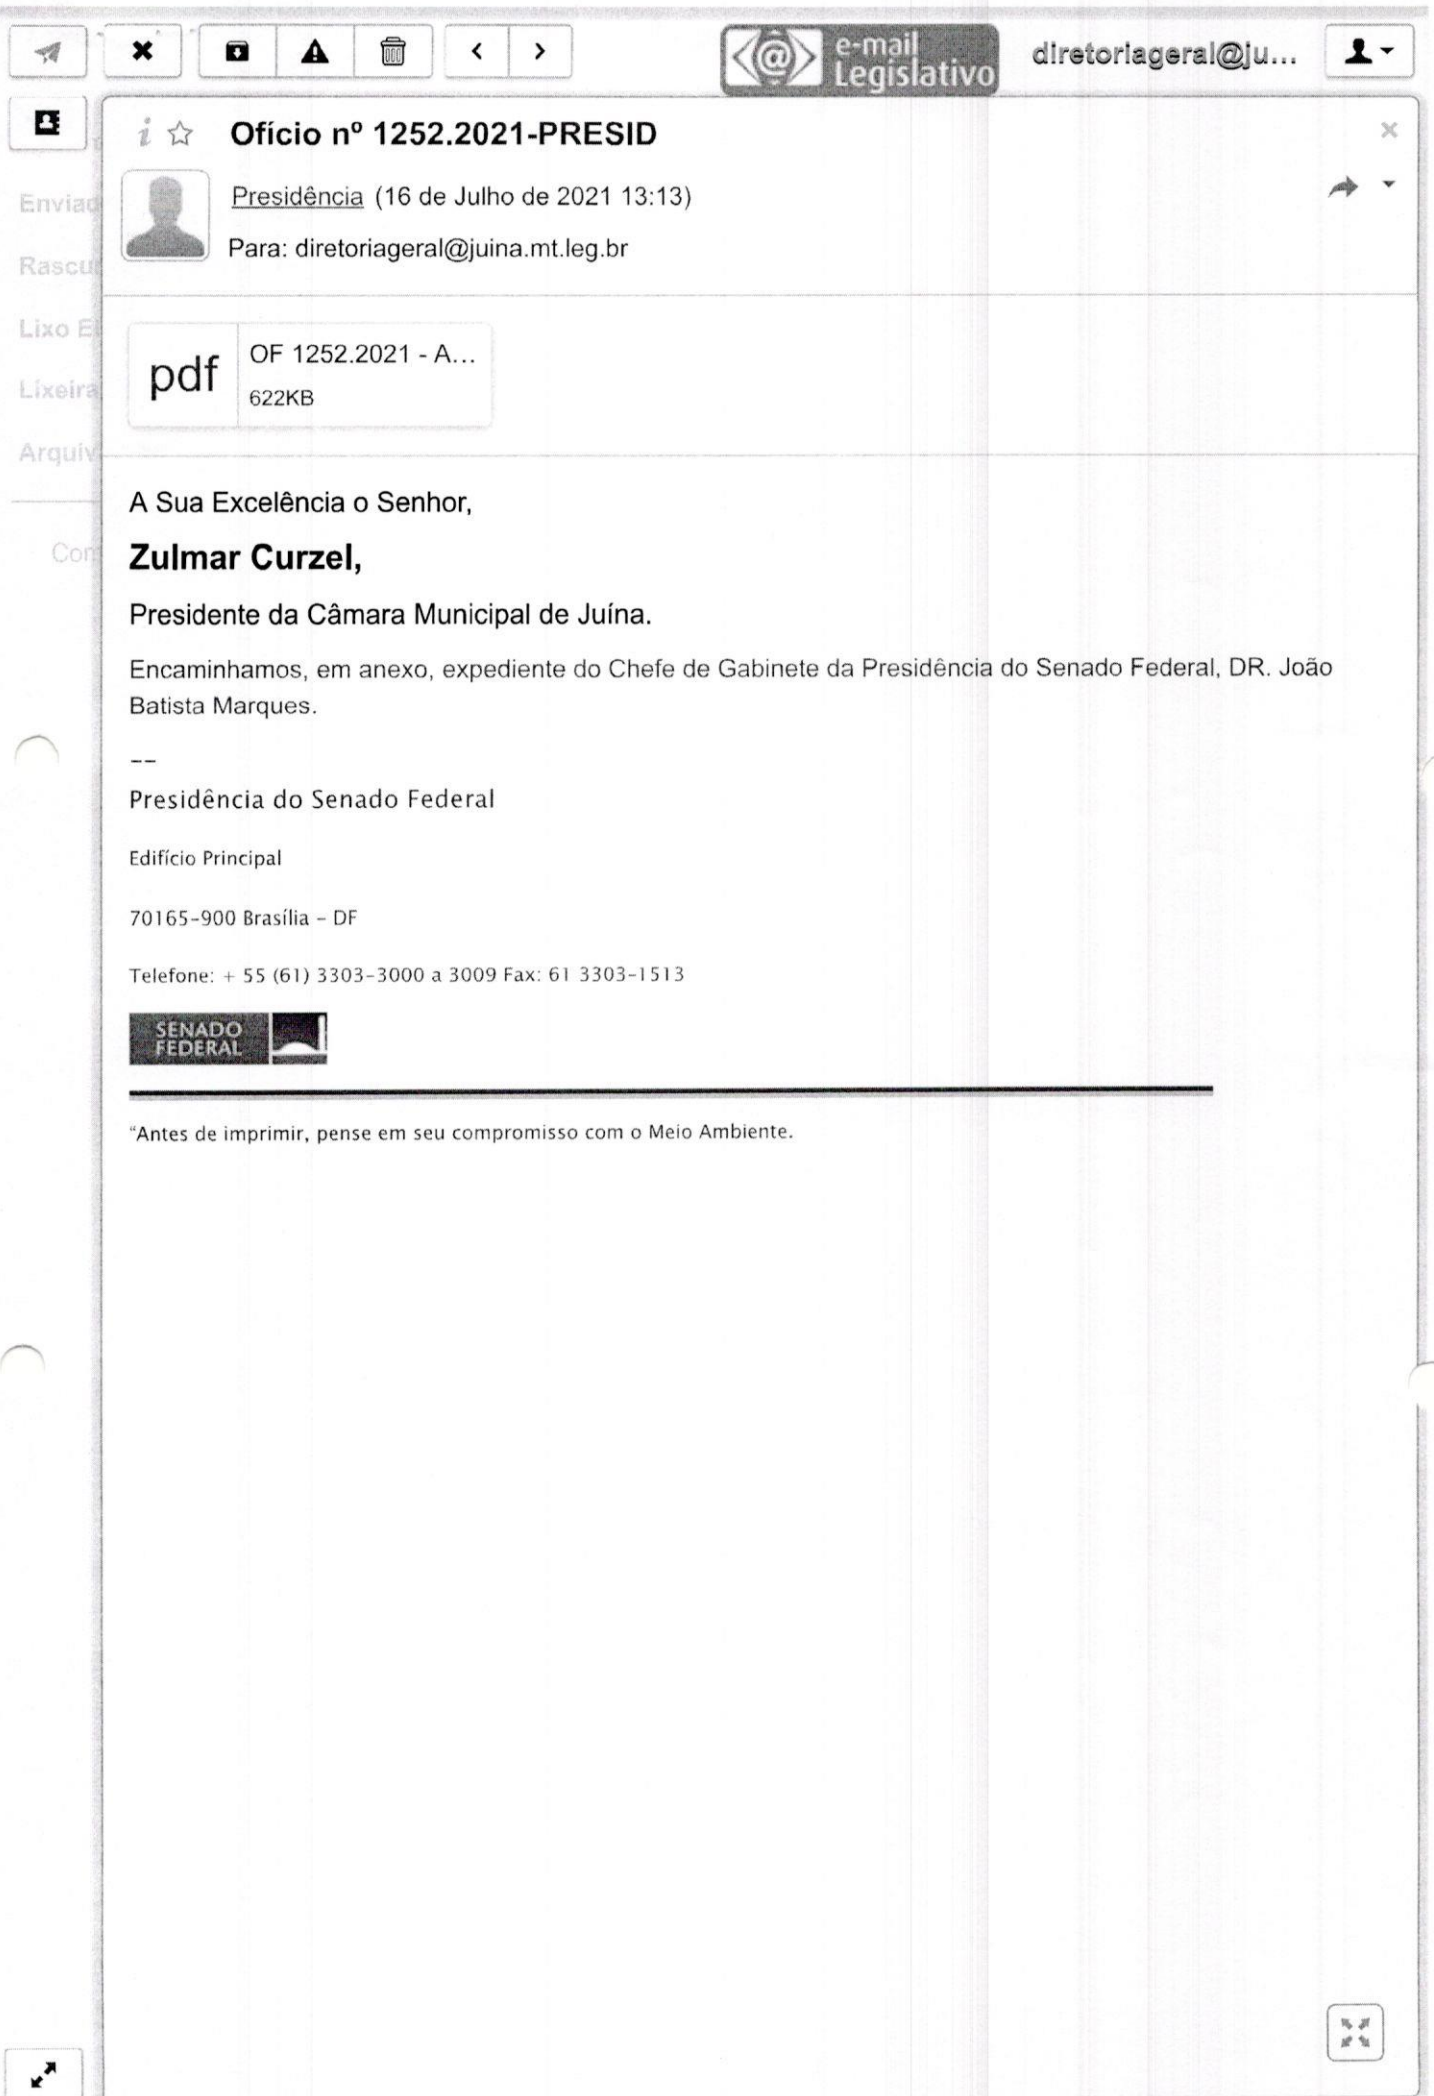 e-mail
Legislativo
diretoriageral@ju...
Ofício nº 1252.2021-PRESID
Presidência (16 de Julho de 2021 13:13)
Para: diretoriageral@juina.mt.leg.br
Enviad
Rascu
Lixo E
Lixeira
Arquiv
pdf
OF 1252.2021 - A...
622KB
A Sua Excelência o Senhor,
Zulmar Curzel,
Presidente da Câmara Municipal de Juína.
Encaminhamos, em anexo, expediente do Chefe de Gabinete da Presidência do Senado Federal, DR. João
Batista Marques.
--
Presidência do Senado Federal
Edifício Principal
70165-900 Brasília - DF
Telefone: + 55 (61) 3303-3000 a 3009 Fax: 61 3303-1513
SENADO
FEDERAL
“Antes de imprimir, pense em seu compromisso com o Meio Ambiente.